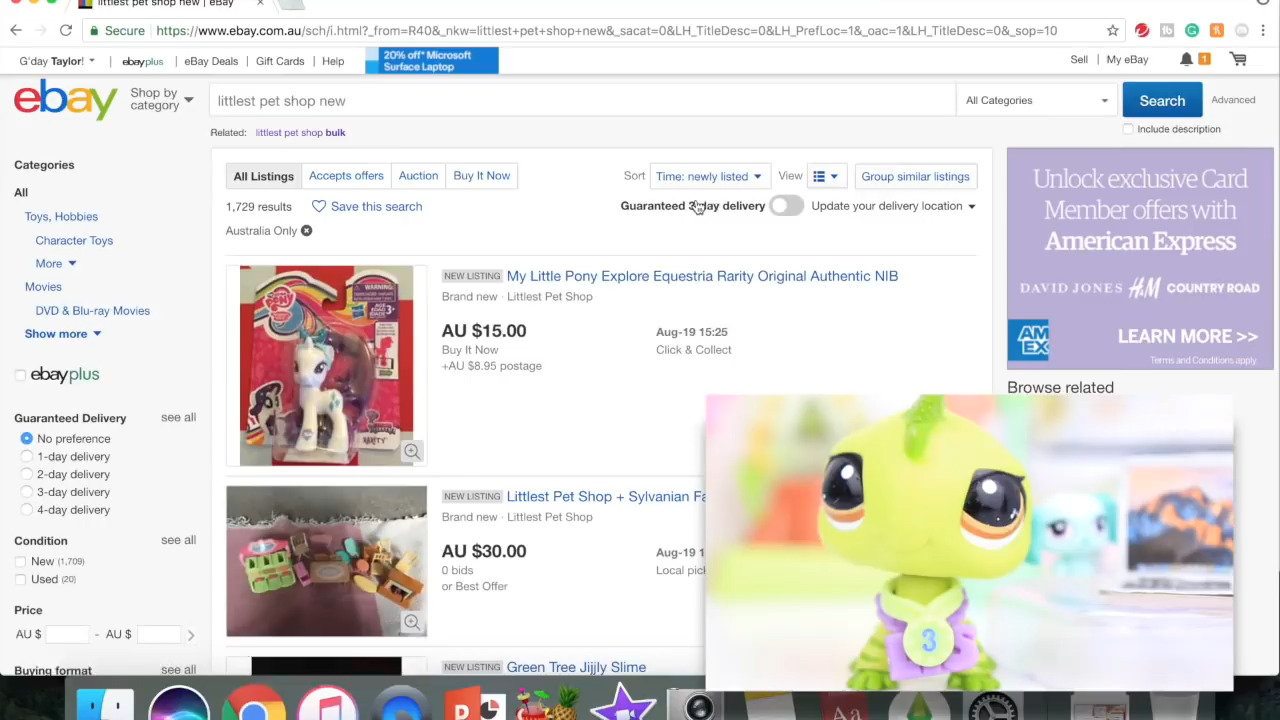 littlest pet shop new | eBay
Secure https://www.ebay.com.au/sch/i.html?_from=R40&_nkw=littlest+pet+shop+new&_sacat=0&LH_TitleDesc=0&LH_PrefLoc=1&_oac=1&LH_TitleDesc=0&_sop=10
G'day Taylor! ebayplus eBay Deals Gift Cards Help
20% off* Microsoft
Surface Laptop
Sell My eBay 1
ebay
Shop by
category
littlest pet shop new
All Categories
Search
Advanced
Include description
Related: littlest pet shop bulk
Categories
All
Toys, Hobbies
Character Toys
More
Movies
DVD & Blu-ray Movies
Show more
ebayplus
Guaranteed Delivery see all
No preference
1-day delivery
2-day delivery
3-day delivery
4-day delivery
Condition see all
New (1,709)
Used (20)
Price
AU $ - AU $
Buying format see all
All Listings Accepts offers Auction Buy It Now
Sort Time: newly listed View Group similar listings
1,729 results Save this search
Guaranteed 3-day delivery Update your delivery location
Australia Only
NEW LISTING My Little Pony Explore Equestria Rarity Original Authentic NIB
Brand new · Littlest Pet Shop
AU $15.00
Buy It Now
+AU $8.95 postage
Aug-19 15:25
Click & Collect
WARNING:
RARITY
NEW LISTING Littlest Pet Shop + Sylvanian
Brand new · Littlest Pet Shop
AU $30.00
0 bids
or Best Offer
NEW LISTING Green Tree Jijjly Slime
Unlock exclusive Card
Member offers with
American Express
DAVID JONES H&M COUNTRY ROAD
AM
EX
LEARN MORE >>
Terms and Conditions apply.
Browse related
3
Aa